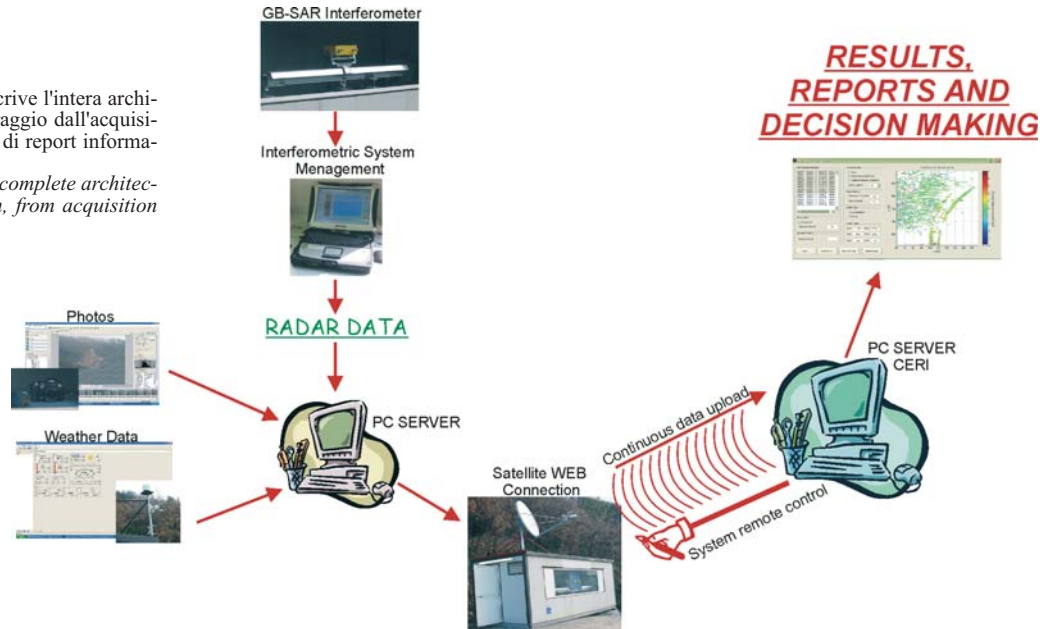 GB-SAR Interferometer
crive l'intera archi-
raggio dall'acquisi-
di report informa-
complete architec-
n, from acquisition
Interferometric System
Menagement
RADAR DATA
Photos
Weather Data
PC SERVER
Satellite WEB
Connection
Continuous data upload
System remote control
PC SERVER
CERI
RESULTS,
REPORTS AND
DECISION MAKING